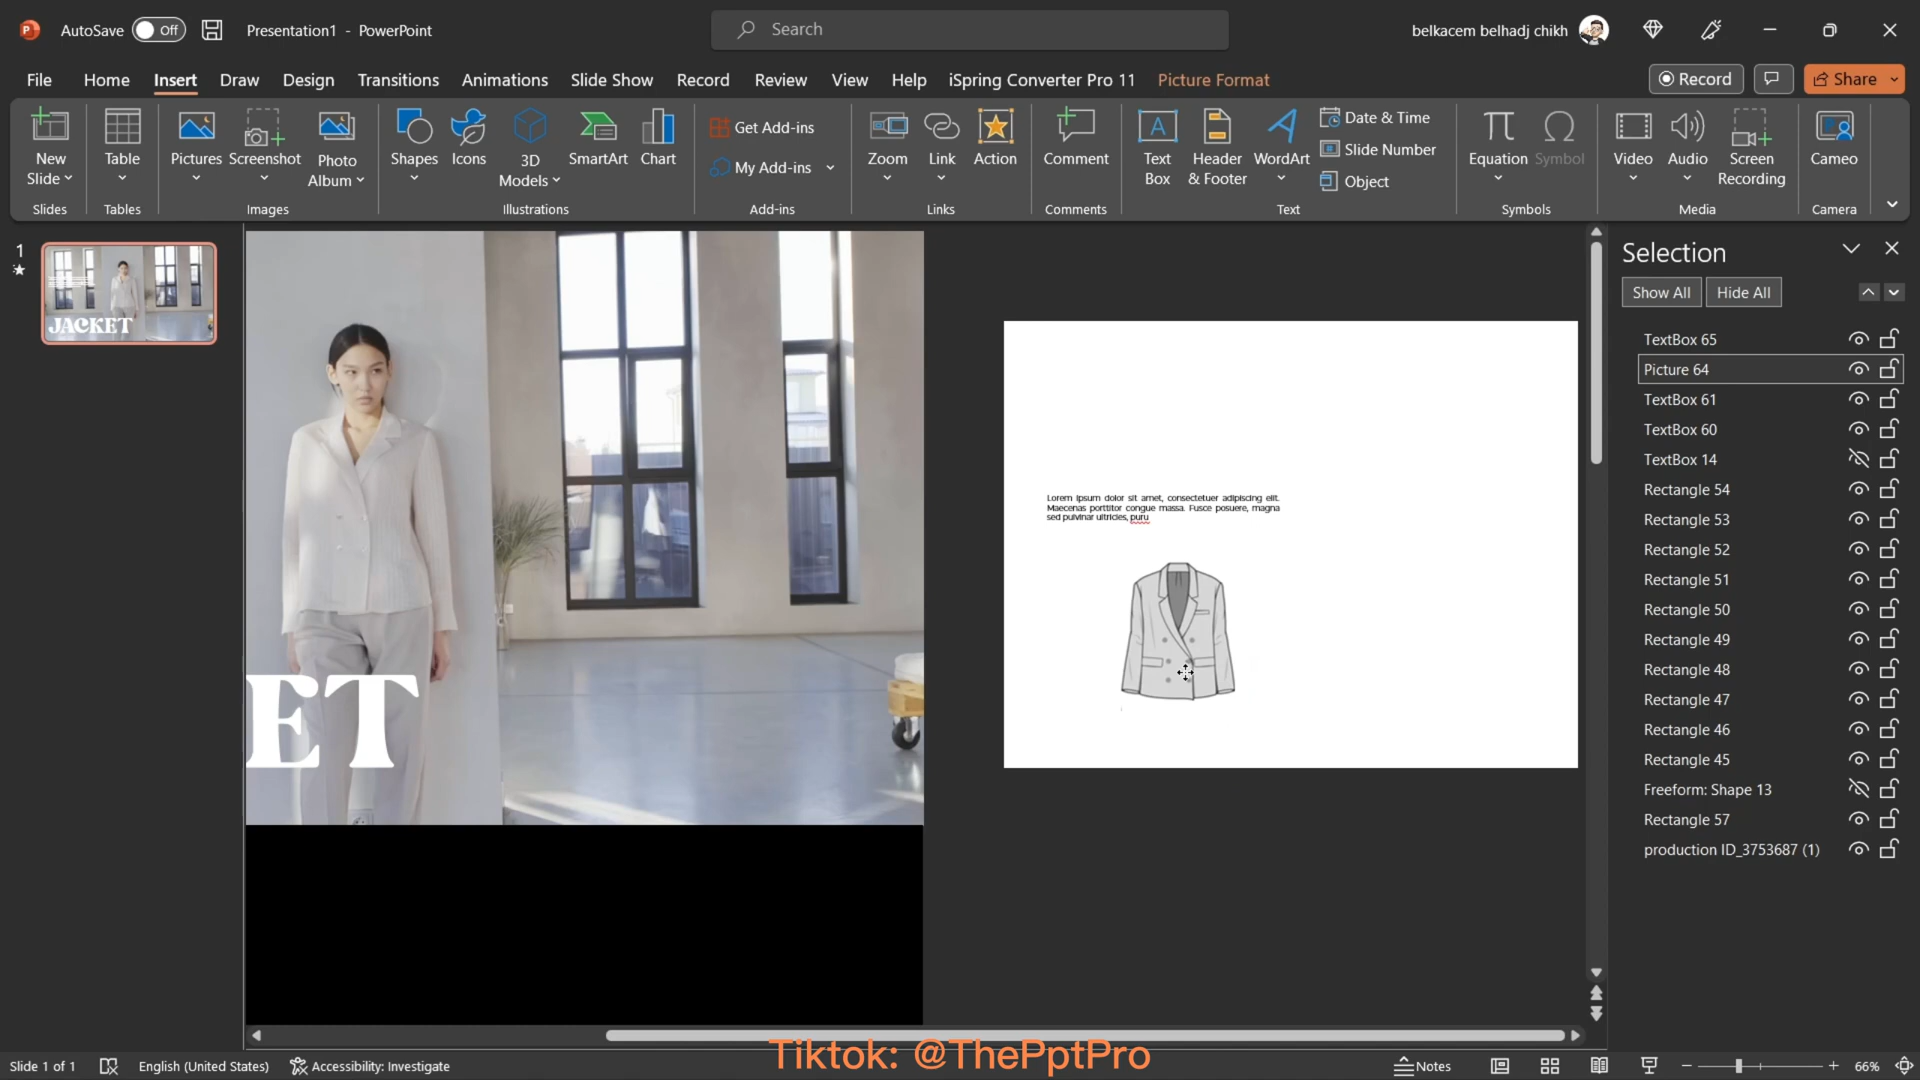 AutoSave Off Presentation1 - PowerPoint Search belkacem belhadj chikh
File Home Insert Draw Design Transitions Animations Slide Show Record Review View Help iSpring Converter Pro 11 Picture Format Record Share
New Slide
Table
Pictures
Screenshot
Photo Album
Shapes
Icons
3D Models
SmartArt
Chart
Get Add-ins
My Add-ins
Zoom
Link
Action
Comment
Text Box
Header & Footer
WordArt
Date & Time
Slide Number
Object
Equation
Symbol
Video
Audio
Screen Recording
Cameo
Slides Tables Images Illustrations Add-ins Links Comments Text Symbols Media Camera
1
JACKET
ET
Lorem ipsum dolor sit amet, consectetuer adipiscing elit.
Maecenas porttitor congue massa. Fusce posuere, magna
sed pulvinar ultricies, puru
Selection
Show All Hide All
TextBox 65
Picture 64
TextBox 61
TextBox 60
TextBox 14
Rectangle 54
Rectangle 53
Rectangle 52
Rectangle 51
Rectangle 50
Rectangle 49
Rectangle 48
Rectangle 47
Rectangle 46
Rectangle 45
Freeform: Shape 13
Rectangle 57
production ID_3753687 (1)
Tiktok: @ThePptPro
Slide 1 of 1 English (United States) Accessibility: Investigate Notes 66%